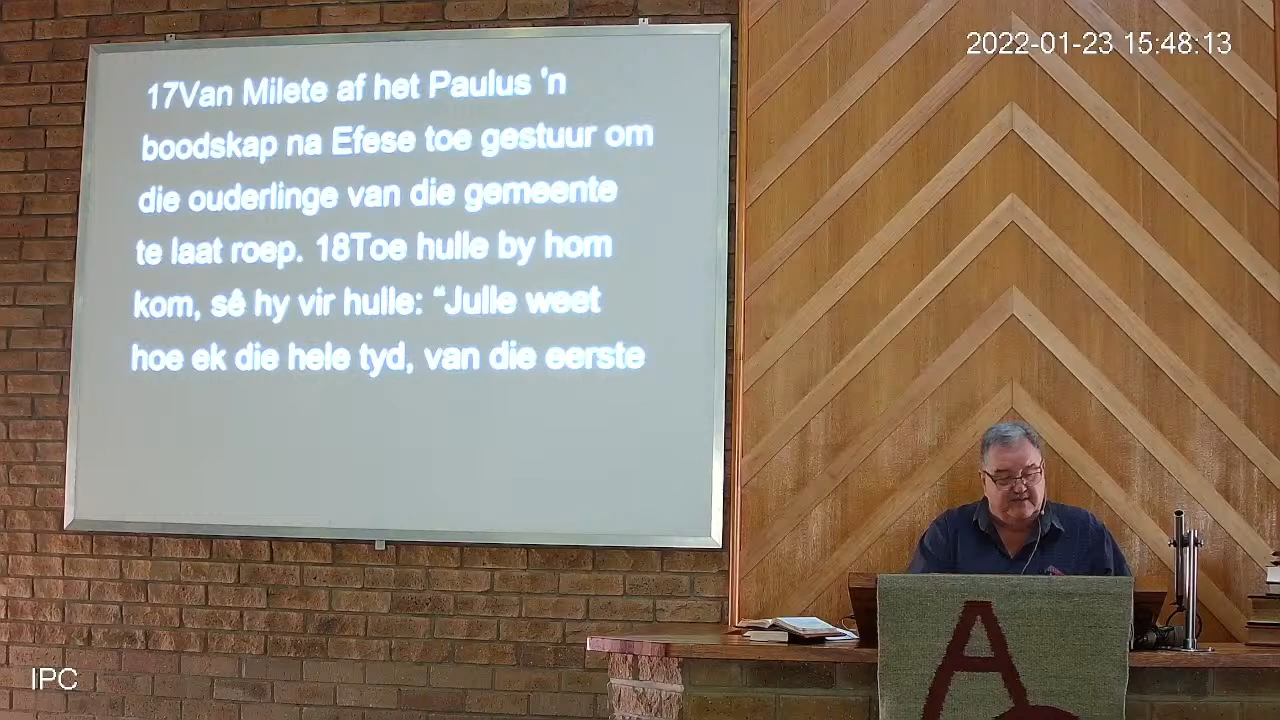 2022-01-23 15:48:13
17Van Milete af het Paulus 'n
boodskap na Efese toe gestuur om
die ouderlinge van die gemeente
te laat roep. 18Toe hulle by hom
kom, sê hy vir hulle: “Julle weet
hoe ek die hele tyd, van die eerste
A
IPC